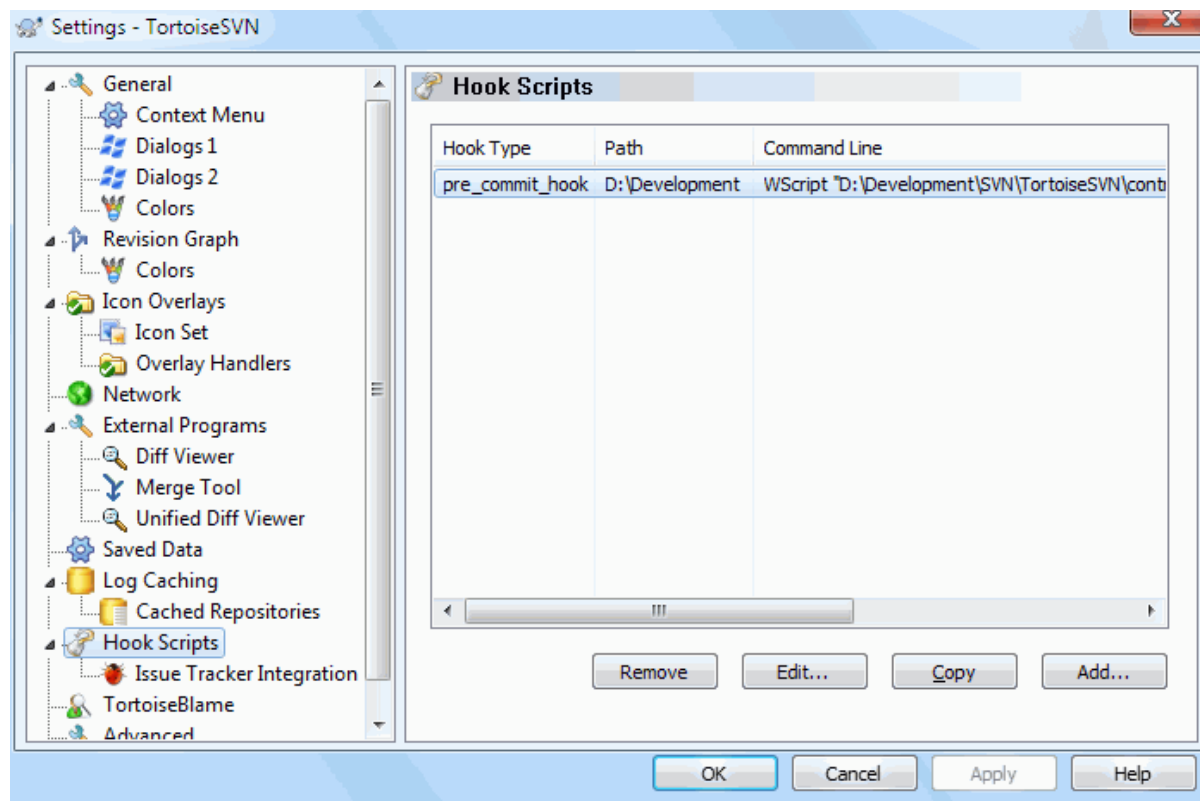 Settings - TortoiseSVN
General
Context Menu
Dialogs 1
Dialogs 2
Colors
Revision Graph
Colors
Icon Overlays
Icon Set
Overlay Handlers
Network
External Programs
Diff Viewer
Merge Tool
Unified Diff Viewer
Saved Data
Log Caching
Cached Repositories
Hook Scripts
Issue Tracker Integration
TortoiseBlame
Advanced
Hook Scripts
Hook Type Path Command Line
pre_commit_hook D:\Development WScript "D:\Development\SVN\TortoiseSVN\cont
Remove Edit... Copy Add...
OK Cancel Apply Help